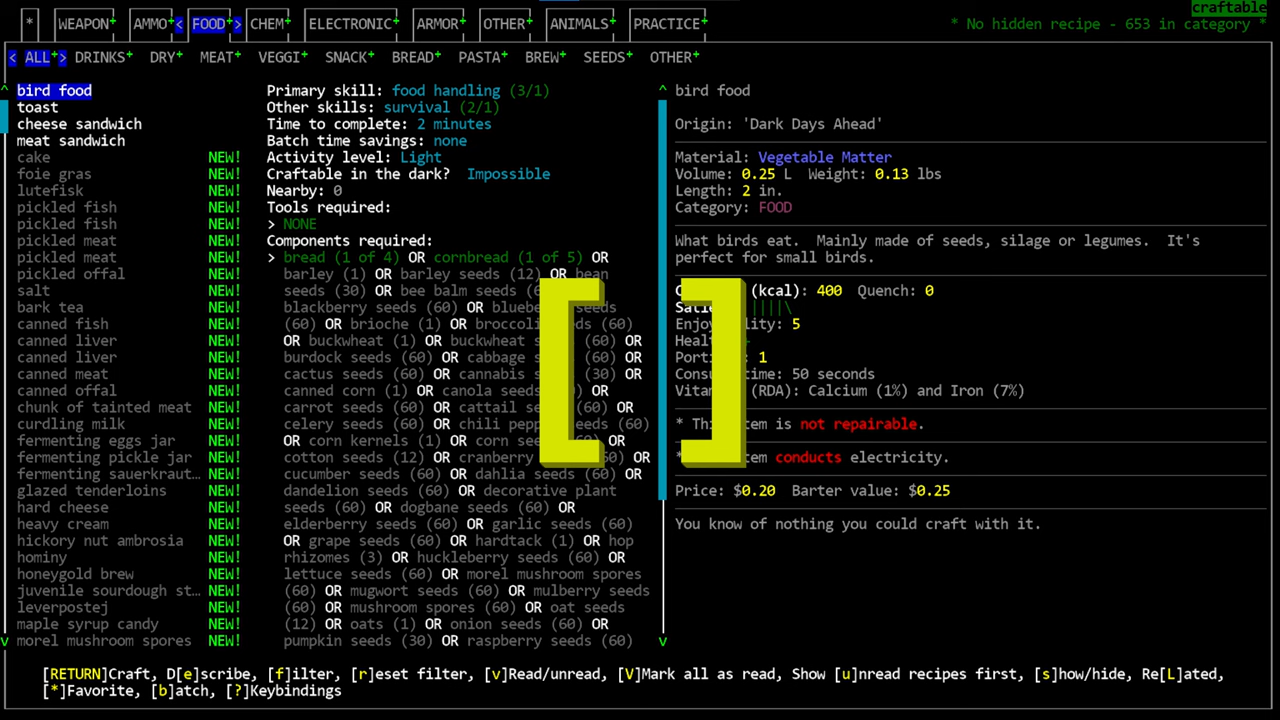 craftable
* WEAPON+ AMMO+ < FOOD+ > CHEM+ ELECTRONIC+ ARMOR+ OTHER+ ANIMALS+ PRACTICE+ * No hidden recipe - 653 in category *
< ALL+ > DRINKS+ DRY+ MEAT+ VEGGI+ SNACK+ BREAD+ PASTA+ BREW+ SEEDS+ OTHER+
bird food
toast
cheese sandwich
meat sandwich
cake NEW!
foie gras NEW!
lutefisk NEW!
pickled fish NEW!
pickled fish NEW!
pickled meat NEW!
pickled meat NEW!
pickled offal NEW!
salt NEW!
bark tea NEW!
canned fish NEW!
canned liver NEW!
canned liver NEW!
canned meat NEW!
canned offal NEW!
chunk of tainted meat NEW!
curdling milk NEW!
fermenting eggs jar NEW!
fermenting pickle jar NEW!
fermenting sauerkraut… NEW!
glazed tenderloins NEW!
hard cheese NEW!
heavy cream NEW!
hickory nut ambrosia NEW!
hominy NEW!
honeygold brew NEW!
juvenile sourdough st… NEW!
leverpostej NEW!
maple syrup candy NEW!
morel mushroom spores NEW!
Primary skill: food handling (3/1)
Other skills: survival (2/1)
Time to complete: 2 minutes
Batch time savings: none
Activity level: Light
Craftable in the dark? Impossible
Nearby: 0
Tools required:
> NONE
Components required:
> bread (1 of 4) OR cornbread (1 of 5) OR
barley (1) OR barley seeds (12) OR bean
seeds (30) OR bee balm seeds
blackberry seeds (60) OR seeds
(60) OR brioche (1) OR broccoli (60)
OR buckwheat (1) OR buckwheat (60) OR
burdock seeds (60) OR cabbage (60) OR
cactus seeds (60) OR cannabis (30) OR
canned corn (1) OR canola seeds OR
carrot seeds (60) OR cattail (60) OR
celery seeds (60) OR chili (60)
OR corn kernels (1) OR corn OR
cotton seeds (12) OR cranberry (60) OR
cucumber seeds (60) OR dahlia seeds (60) OR
dandelion seeds (60) OR decorative plant
seeds (60) OR dogbane seeds (60) OR
elderberry seeds (60) OR garlic seeds (60)
OR grape seeds (60) OR hardtack (1) OR hop
rhizomes (3) OR huckleberry seeds (60) OR
lettuce seeds (60) OR morel mushroom spores
(60) OR mugwort seeds (60) OR mulberry seeds
(60) OR mushroom spores (60) OR oat seeds
(12) OR oats (1) OR onion seeds (60) OR
pumpkin seeds (30) OR raspberry seeds (60)
[ ]
bird food
Origin: 'Dark Days Ahead'
Material: Vegetable Matter
Volume: 0.25 L Weight: 0.13 lbs
Length: 2 in.
Category: FOOD
What birds eat. Mainly made of seeds, silage or legumes. It's
perfect for small birds.
(kcal): 400 Quench: 0
|||\
5
1
time: 50 seconds
(RDA): Calcium (1%) and Iron (7%)
* is not repairable.
* conducts electricity.
Price: $0.20 Barter value: $0.25
You know of nothing you could craft with it.
[RETURN]Craft, D[e]scribe, [f]ilter, [r]eset filter, [v]Read/unread, [V]Mark all as read, Show [u]nread recipes first, [s]how/hide, Re[L]ated,
[*]Favorite, [b]atch, [?]Keybindings